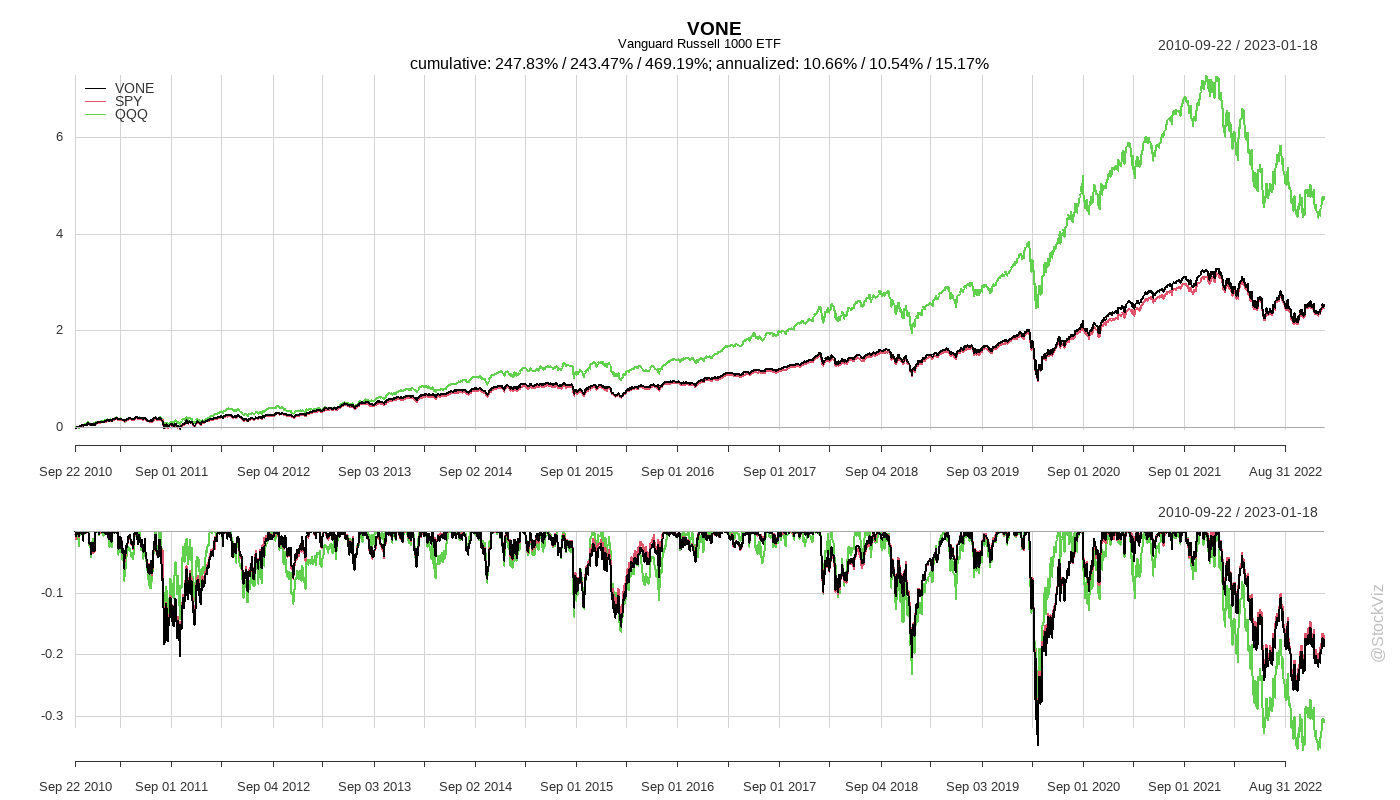 VONE
Vanguard Russell 1000 ETF
2010-09-22 / 2023-01-18
cumulative: 247.83% / 243.47% / 469.19%; annualized: 10.66% / 10.54% / 15.17%
VONE
SPY
QQQ
6
4
2
0
Sep 22 2010 Sep 01 2011 Sep 04 2012 Sep 03 2013 Sep 02 2014 Sep 01 2015 Sep 01 2016 Sep 01 2017 Sep 04 2018 Sep 03 2019 Sep 01 2020 Sep 01 2021 Aug 31 2022
2010-09-22 / 2023-01-18
-0.1
-0.2
-0.3
Sep 22 2010 Sep 01 2011 Sep 04 2012 Sep 03 2013 Sep 02 2014 Sep 01 2015 Sep 01 2016 Sep 01 2017 Sep 04 2018 Sep 03 2019 Sep 01 2020 Sep 01 2021 Aug 31 2022
@StockViz